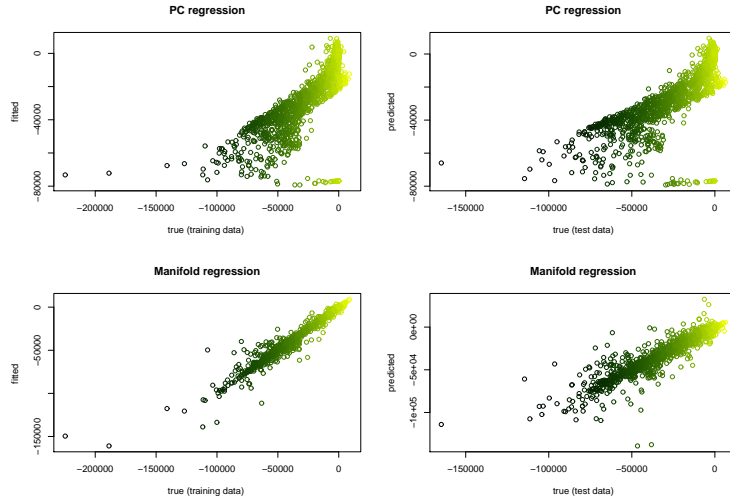 PC regression
fitted
0
-40000
-80000
-200000 -150000 -100000 -50000 0
true (training data)
PC regression
predicted
0
-40000
-80000
-150000 -100000 -50000 0
true (test data)
Manifold regression
fitted
0
-50000
-150000
-200000 -150000 -100000 -50000 0
true (training data)
Manifold regression
predicted
0e+00
-5e+04
-1e+05
-150000 -100000 -50000 0
true (test data)